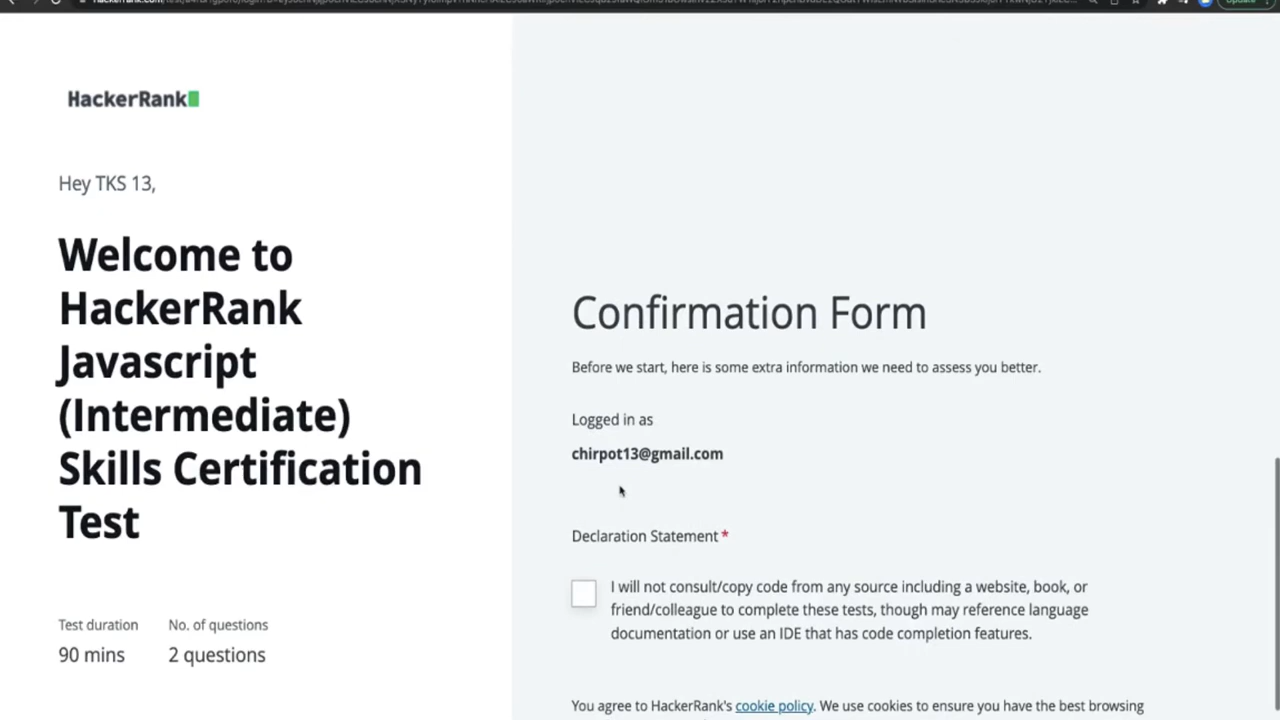 HackerRank
Hey TKS 13,
Welcome to
HackerRank
Javascript
(Intermediate)
Skills Certification
Test
Test duration
No. of questions
90 mins
2 questions
Confirmation Form
Before we start, here is some extra information we need to assess you better.
Logged in as
chirpot13@gmail.com
Declaration Statement *
I will not consult/copy code from any source including a website, book, or
friend/colleague to complete these tests, though may reference language
documentation or use an IDE that has code completion features.
You agree to HackerRank's cookie policy. We use cookies to ensure you have the best browsing